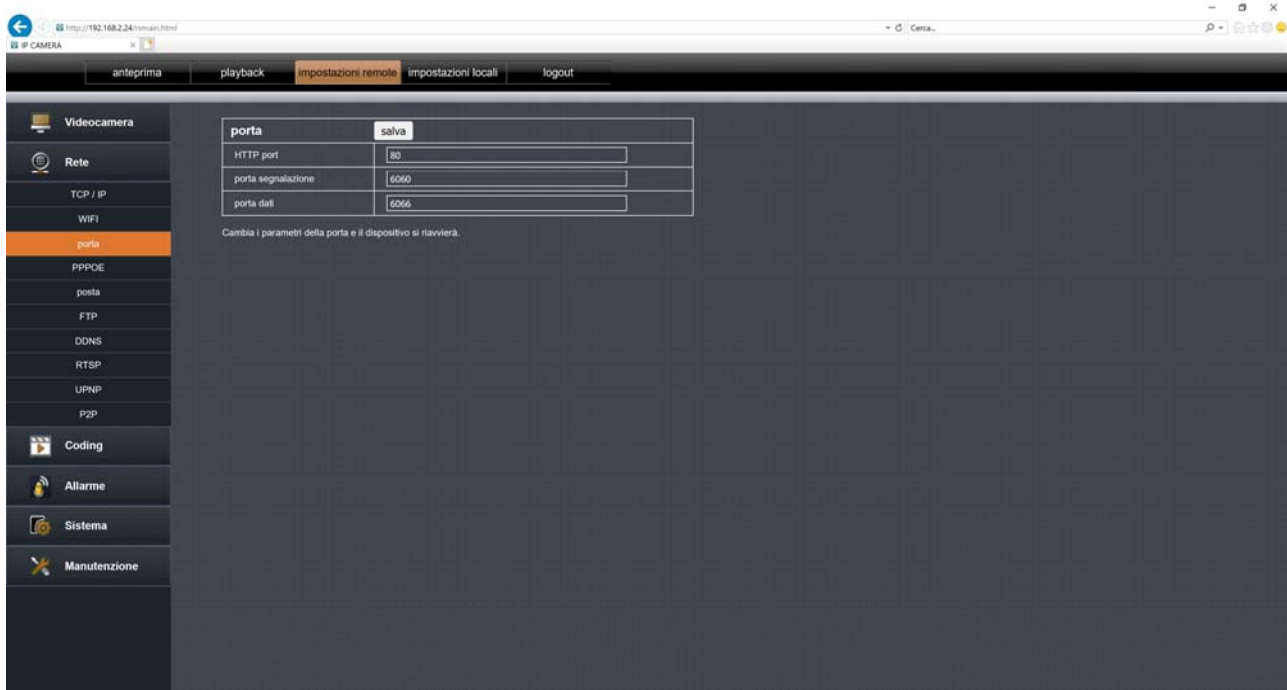 http://192.168.2.24/rsmain.html
Cerca...
IP CAMERA
anteprima playback impostazioni remote impostazioni locali logout
Videocamera
Rete
TCP / IP
WIFI
porta
PPPOE
posta
FTP
DDNS
RTSP
UPNP
P2P
Coding
Allarme
Sistema
Manutenzione
porta salva
HTTP port 80
porta segnalazione 6060
porta dati 6066
Cambia i parametri della porta e il dispositivo si riavvierà.